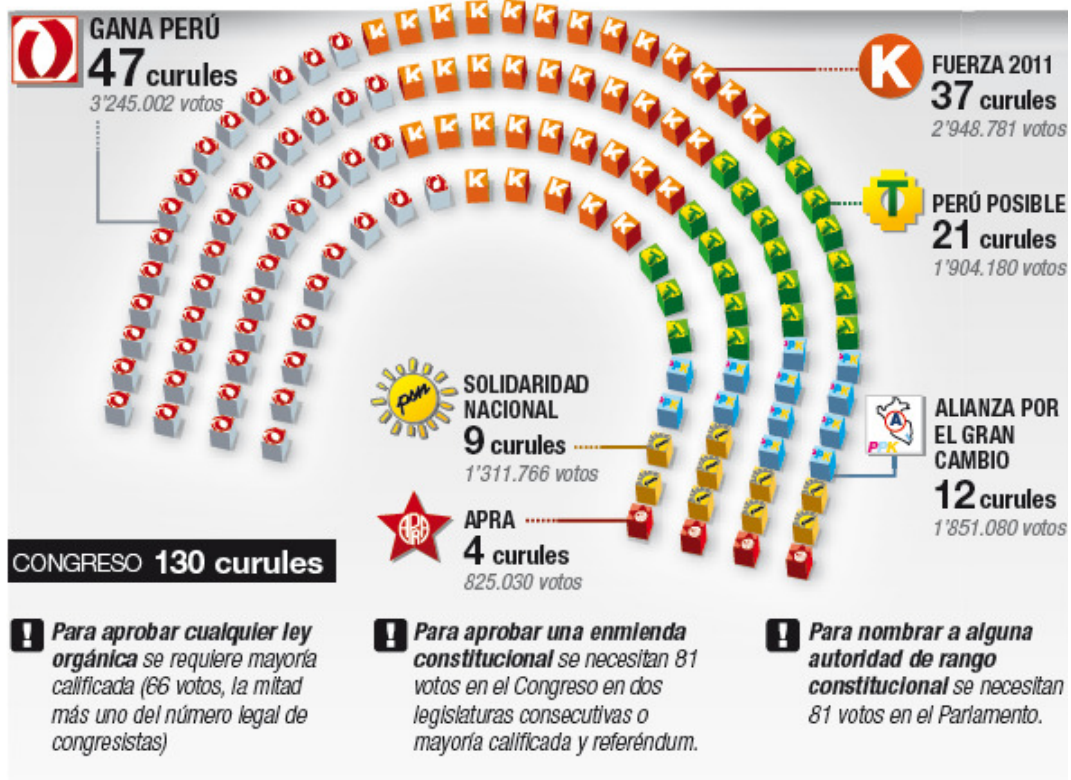 GANA PERÚ
47 curules
3'245.002 votos
K
FUERZA 2011
37 curules
2'948.781 votos
T
PERÚ POSIBLE
21 curules
1'904.180 votos
psn
SOLIDARIDAD
NACIONAL
9 curules
1'311.766 votos
A
PPK
ALIANZA POR
EL GRAN
CAMBIO
12 curules
1'851.080 votos
APRA
APRA
4 curules
825.030 votos
CONGRESO 130 curules
! Para aprobar cualquier ley
orgánica se requiere mayoría
calificada (66 votos, la mitad
más uno del número legal de
congresistas)
! Para aprobar una enmienda
constitucional se necesitan 81
votos en el Congreso en dos
legislaturas consecutivas o
mayoría calificada y referéndum.
! Para nombrar a alguna
autoridad de rango
constitucional se necesitan
81 votos en el Parlamento.